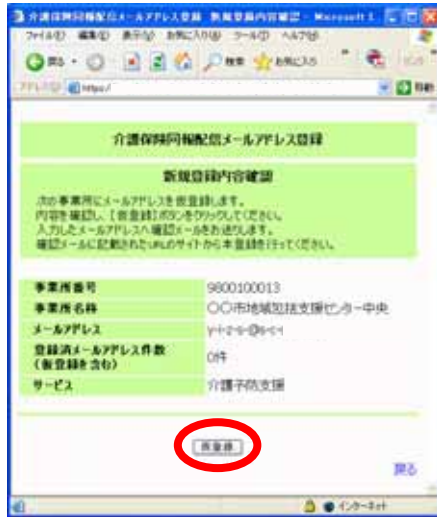 介護保険同報配信メールアドレス登録 新規登録内容確認 - Microsoft I
ファイル(F) 編集(E) 表示(V) お気に入り(A) ツール(T) ヘルプ(H)
戻る 検索 お気に入り
アドレス(D) https:/ 移動
介護保険同報配信メールアドレス登録
新規登録内容確認
次の事業所にメールアドレスを仮登録します。
内容を確認し、【仮登録】ボタンをクリックしてください。
入力したメールアドレスへ確認メールをお送りします。
確認メールに記載されたURLのサイトから本登録を行ってください。
事業所番号 9800100013
事業所名称 〇〇市地域包括支援センター中央
メールアドレス
登録済メールアドレス件数 0件
(仮登録を含む)
サービス 介護予防支援
仮登録
戻る
インターネット